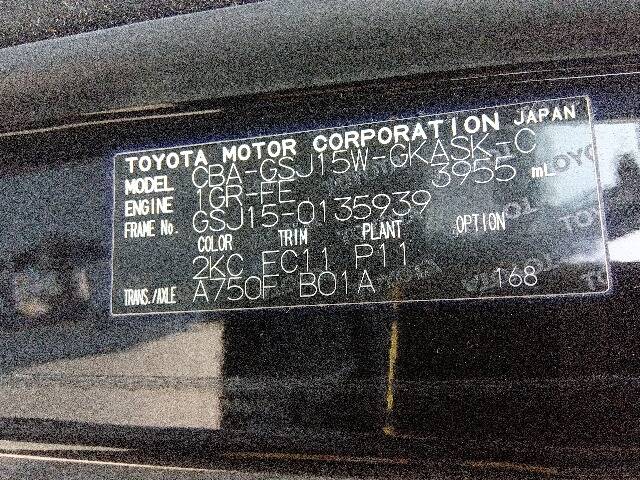 TOYOTA MOTOR CORPORATION JAPAN
MODEL CBA-GSJ15W-GKASK-C
ENGINE 1GR-FE 3955 mL
FRAME No. GSJ15-0135939
COLOR TRIM PLANT OPTION
2KC FC11 P11
TRANS./AXLE A750F B01A 168